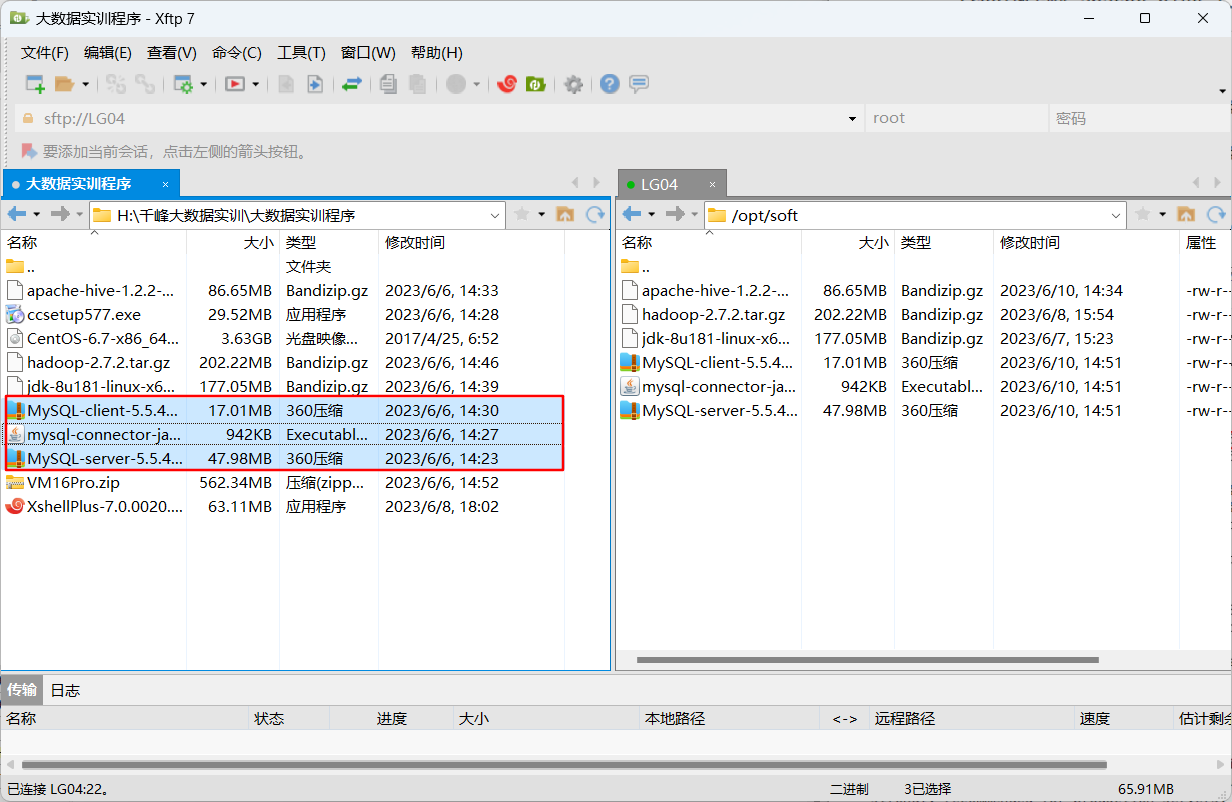 大数据实训程序 - Xftp 7
文件(F) 编辑(E) 查看(V) 命令(C) 工具(T) 窗口(W) 帮助(H)
sftp://LG04 root 密码
要添加当前会话，点击左侧的箭头按钮。
大数据实训程序 ×
H:\千峰大数据实训\大数据实训程序
名称 大小 类型 修改时间
.. 文件夹
apache-hive-1.2.2-... 86.65MB Bandizip.gz 2023/6/6, 14:33
ccsetup577.exe 29.52MB 应用程序 2023/6/6, 14:28
CentOS-6.7-x86_64... 3.63GB 光盘映像... 2017/4/25, 6:52
hadoop-2.7.2.tar.gz 202.22MB Bandizip.gz 2023/6/6, 14:46
jdk-8u181-linux-x6... 177.05MB Bandizip.gz 2023/6/6, 14:39
MySQL-client-5.5.4... 17.01MB 360压缩 2023/6/6, 14:30
mysql-connector-ja... 942KB Executabl... 2023/6/6, 14:27
MySQL-server-5.5.4... 47.98MB 360压缩 2023/6/6, 14:23
VM16Pro.zip 562.34MB 压缩(zipp... 2023/6/6, 14:52
XshellPlus-7.0.0020.... 63.11MB 应用程序 2023/6/8, 18:02
LG04 ×
/opt/soft
名称 大小 类型 修改时间 属性
..
apache-hive-1.2.2-... 86.65MB Bandizip.gz 2023/6/10, 14:34 -rw-r--
hadoop-2.7.2.tar.gz 202.22MB Bandizip.gz 2023/6/8, 15:54 -rw-r--
jdk-8u181-linux-x6... 177.05MB Bandizip.gz 2023/6/7, 15:23 -rw-r--
MySQL-client-5.5.4... 17.01MB 360压缩 2023/6/10, 14:51 -rw-r--
mysql-connector-ja... 942KB Executabl... 2023/6/10, 14:51 -rw-r--
MySQL-server-5.5.4... 47.98MB 360压缩 2023/6/10, 14:51 -rw-r--
传输 日志
名称 状态 进度 大小 本地路径 <-> 远程路径 速度 估计剩余
已连接 LG04:22。 二进制 3已选择 65.91MB